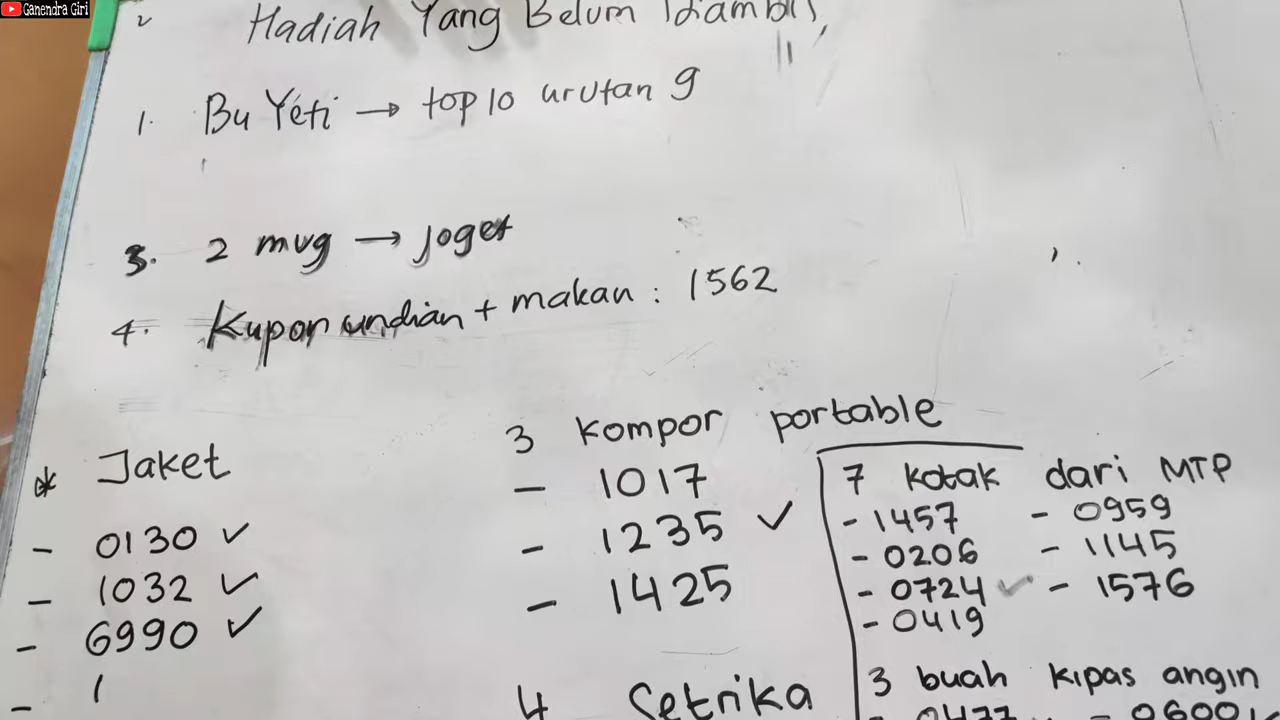 Ganendra Giri
Hadiah Yang Belum Diambil
1. Bu Yeti → top 10 urutan 9
3. 2 mug → joget
4. Kupon undian + makan : 1562
* Jaket
- 0130 ✓
- 1032 ✓
- 6990 ✓
-
3 kompor portable
- 1017
- 1235 ✓
- 1425
4 Setrika
7 kotak dari MTP
- 1457 - 0959
- 0206 - 1145
- 0724 ✓ - 1576
- 0419
3 buah kipas angin
- 0477 - 0600